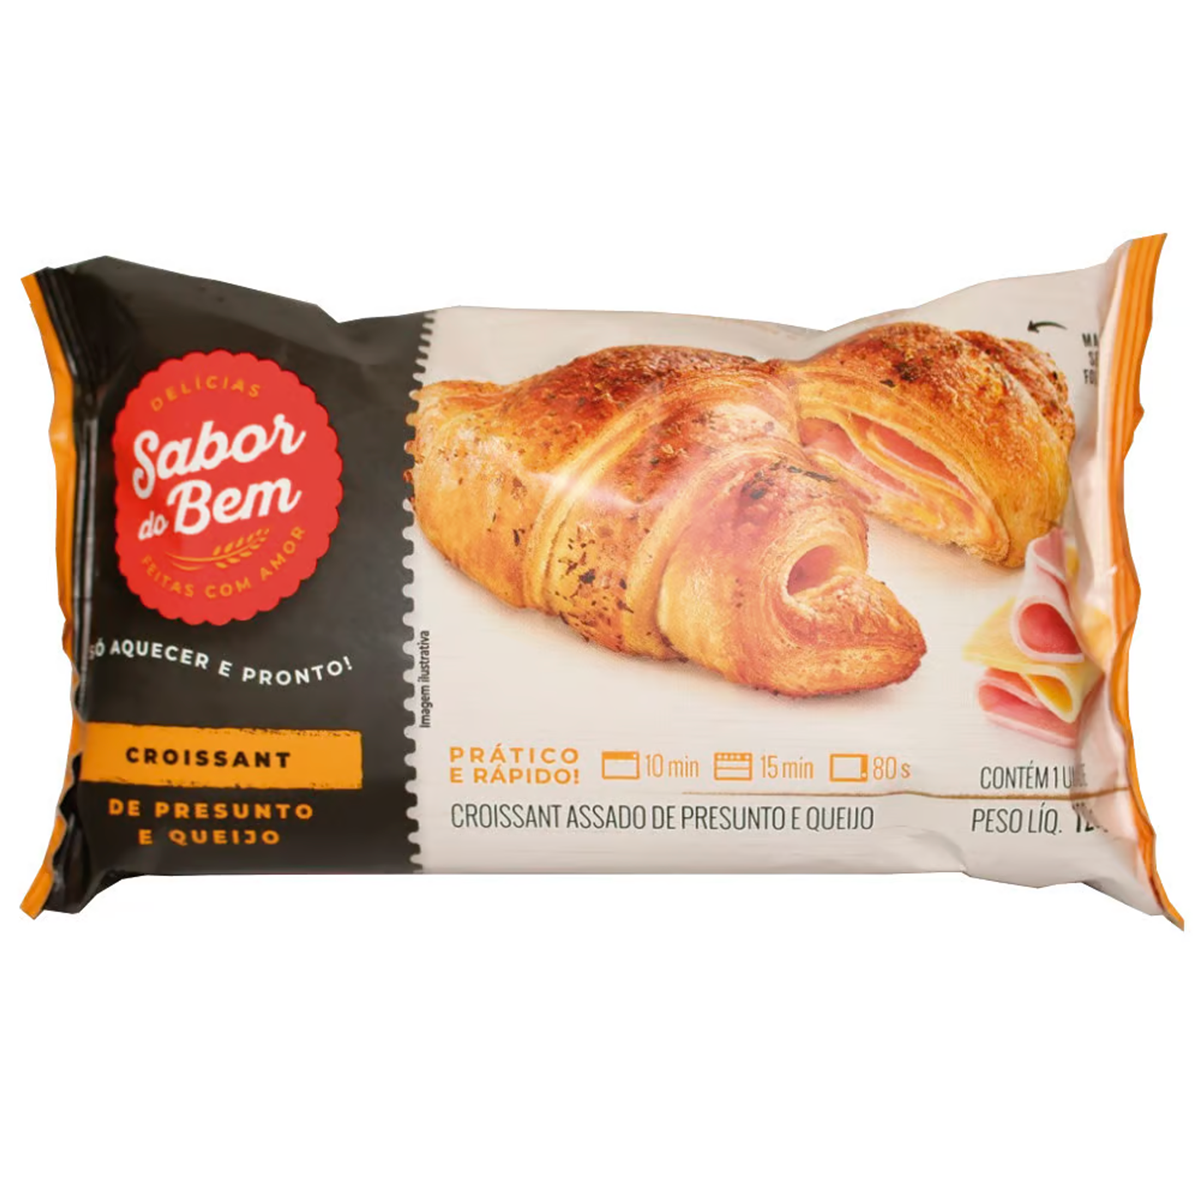 DELÍCIAS
Sabor
do Bem
FEITAS COM AMOR
SÓ AQUECER E PRONTO!
CROISSANT
DE PRESUNTO
E QUEIJO
Imagem ilustrativa
PRÁTICO
E RÁPIDO!
10 min
15 min
80 s
CROISSANT ASSADO DE PRESUNTO E QUEIJO
CONTÉM 1
PESO LÍQ.